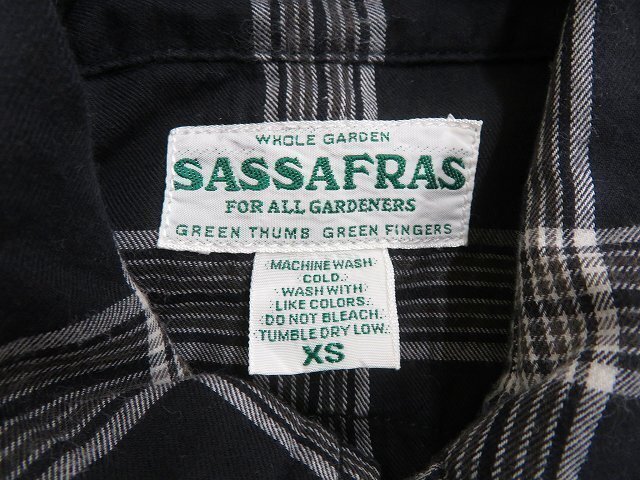 WHOLE GARDEN
SASSAFRAS
FOR ALL GARDENERS
GREEN THUMB GREEN FINGERS
MACHINE WASH
COLD.
WASH WITH
LIKE COLORS.
DO NOT BLEACH.
TUMBLE DRY LOW.
XS